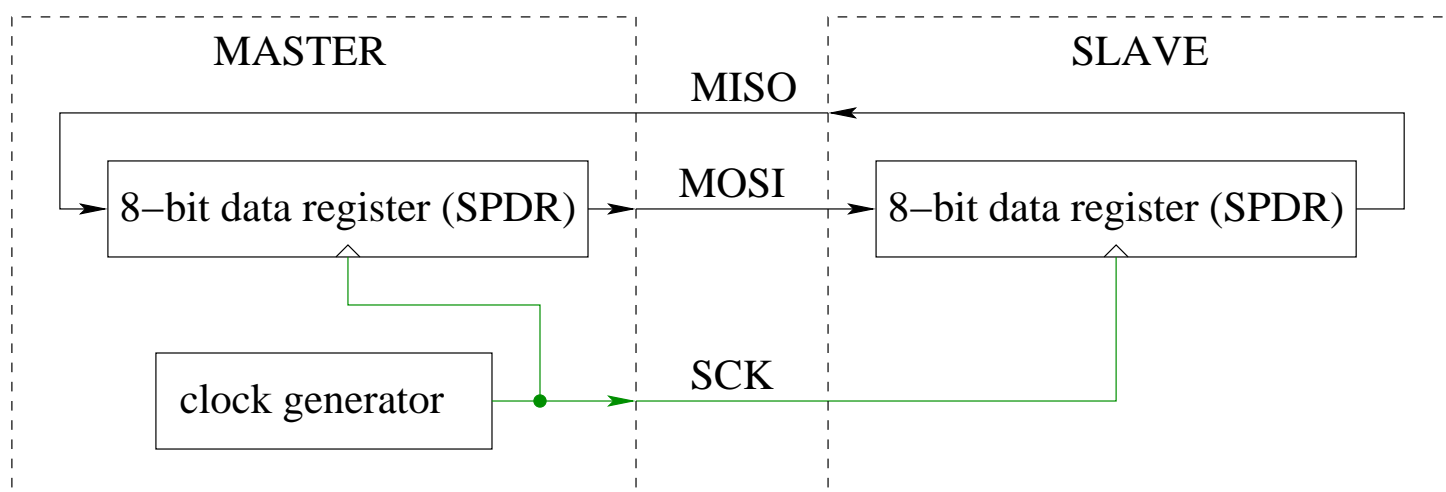 MASTER
SLAVE
MISO
8−bit data register (SPDR)
MOSI
8−bit data register (SPDR)
clock generator
SCK